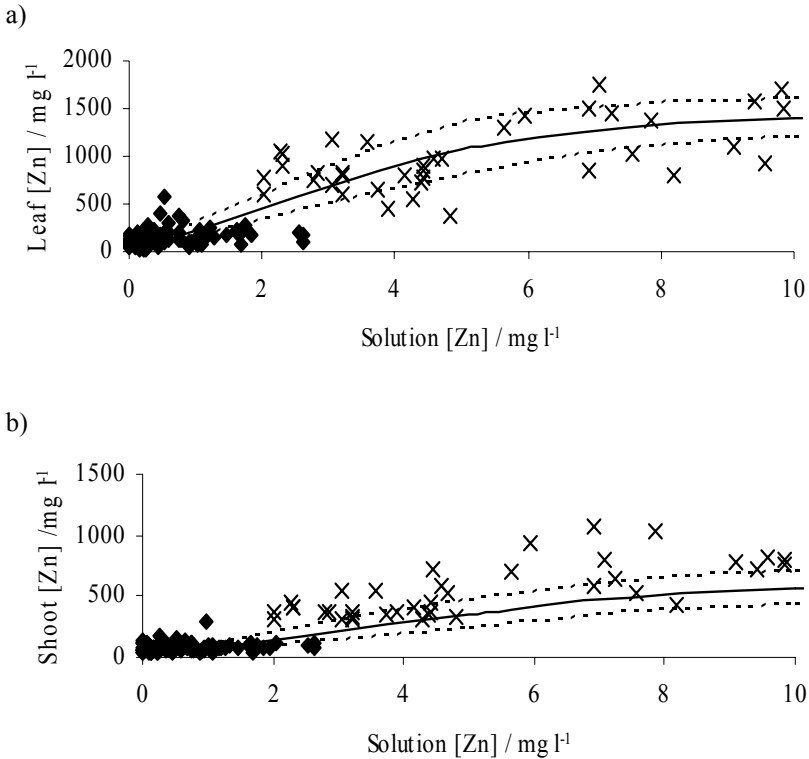 a)
Leaf [Zn] / mg l-1
2000
1500
1000
500
0
0 2 4 6 8 10
Solution [Zn] / mg l-1
b)
Shoot [Zn] /mg l-1
1500
1000
500
0
0 2 4 6 8 10
Solution [Zn] / mg l-1